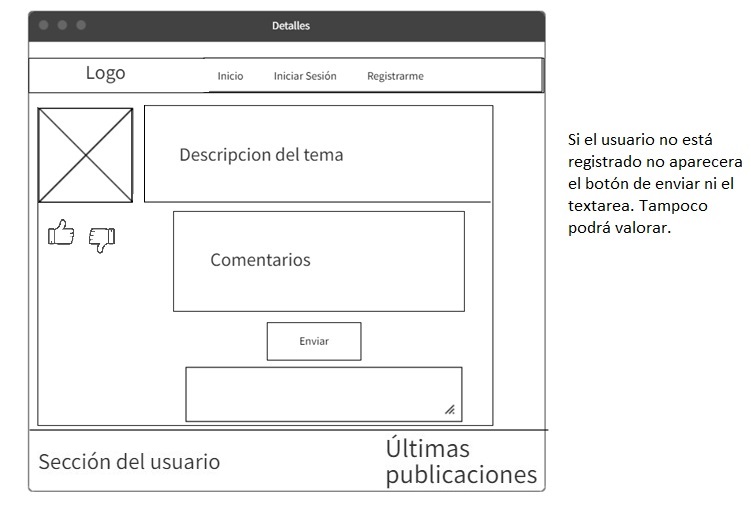 Detalles
Logo
Inicio
Iniciar Sesión
Registrarme
Descripcion del tema
Comentarios
Enviar
Sección del usuario
Últimas
publicaciones
Si el usuario no está
registrado no aparecera
el botón de enviar ni el
textarea. Tampoco
podrá valorar.